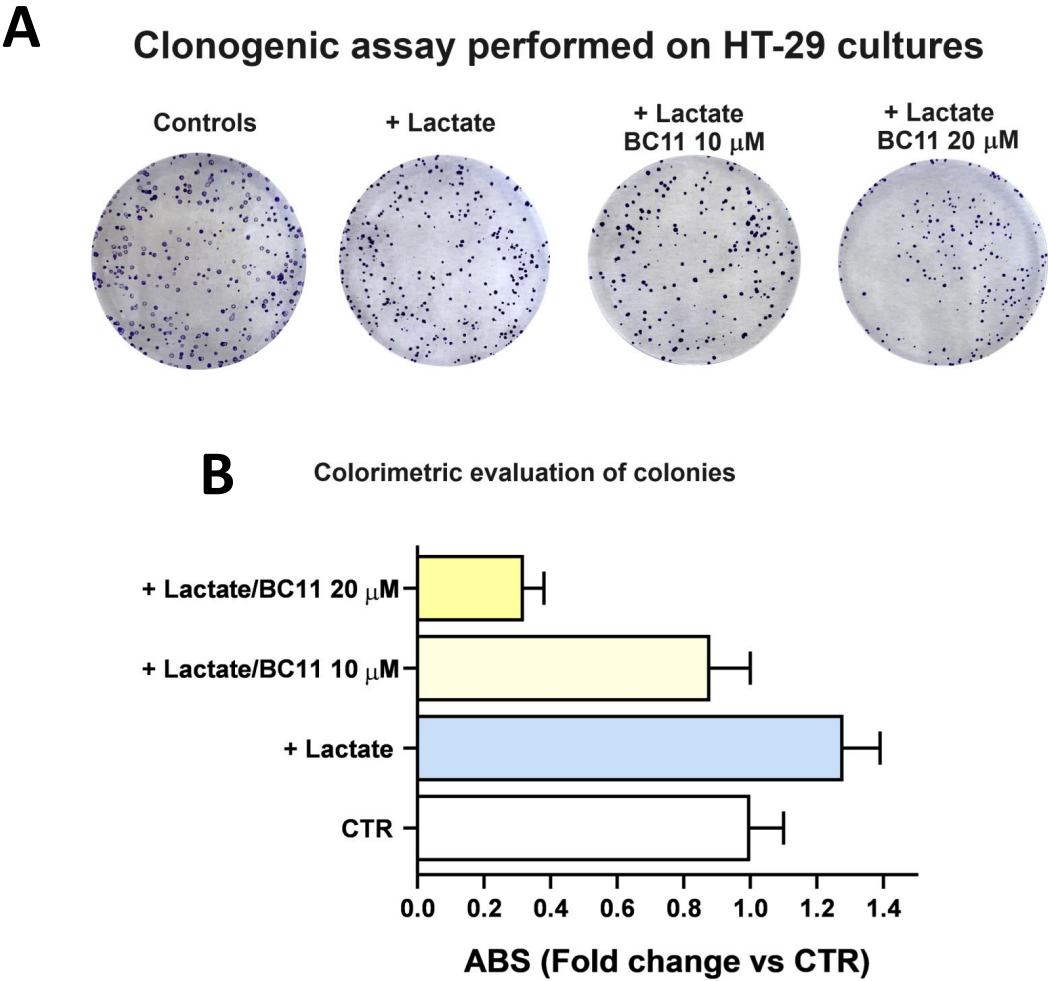 A
Clonogenic assay performed on HT-29 cultures
Controls
+ Lactate
+ Lactate
BC11 10 μM
+ Lactate
BC11 20 μM
B
Colorimetric evaluation of colonies
+ Lactate/BC11 20 μM
+ Lactate/BC11 10 μM
+ Lactate
CTR
0.0 0.2 0.4 0.6 0.8 1.0 1.2 1.4
ABS (Fold change vs CTR)